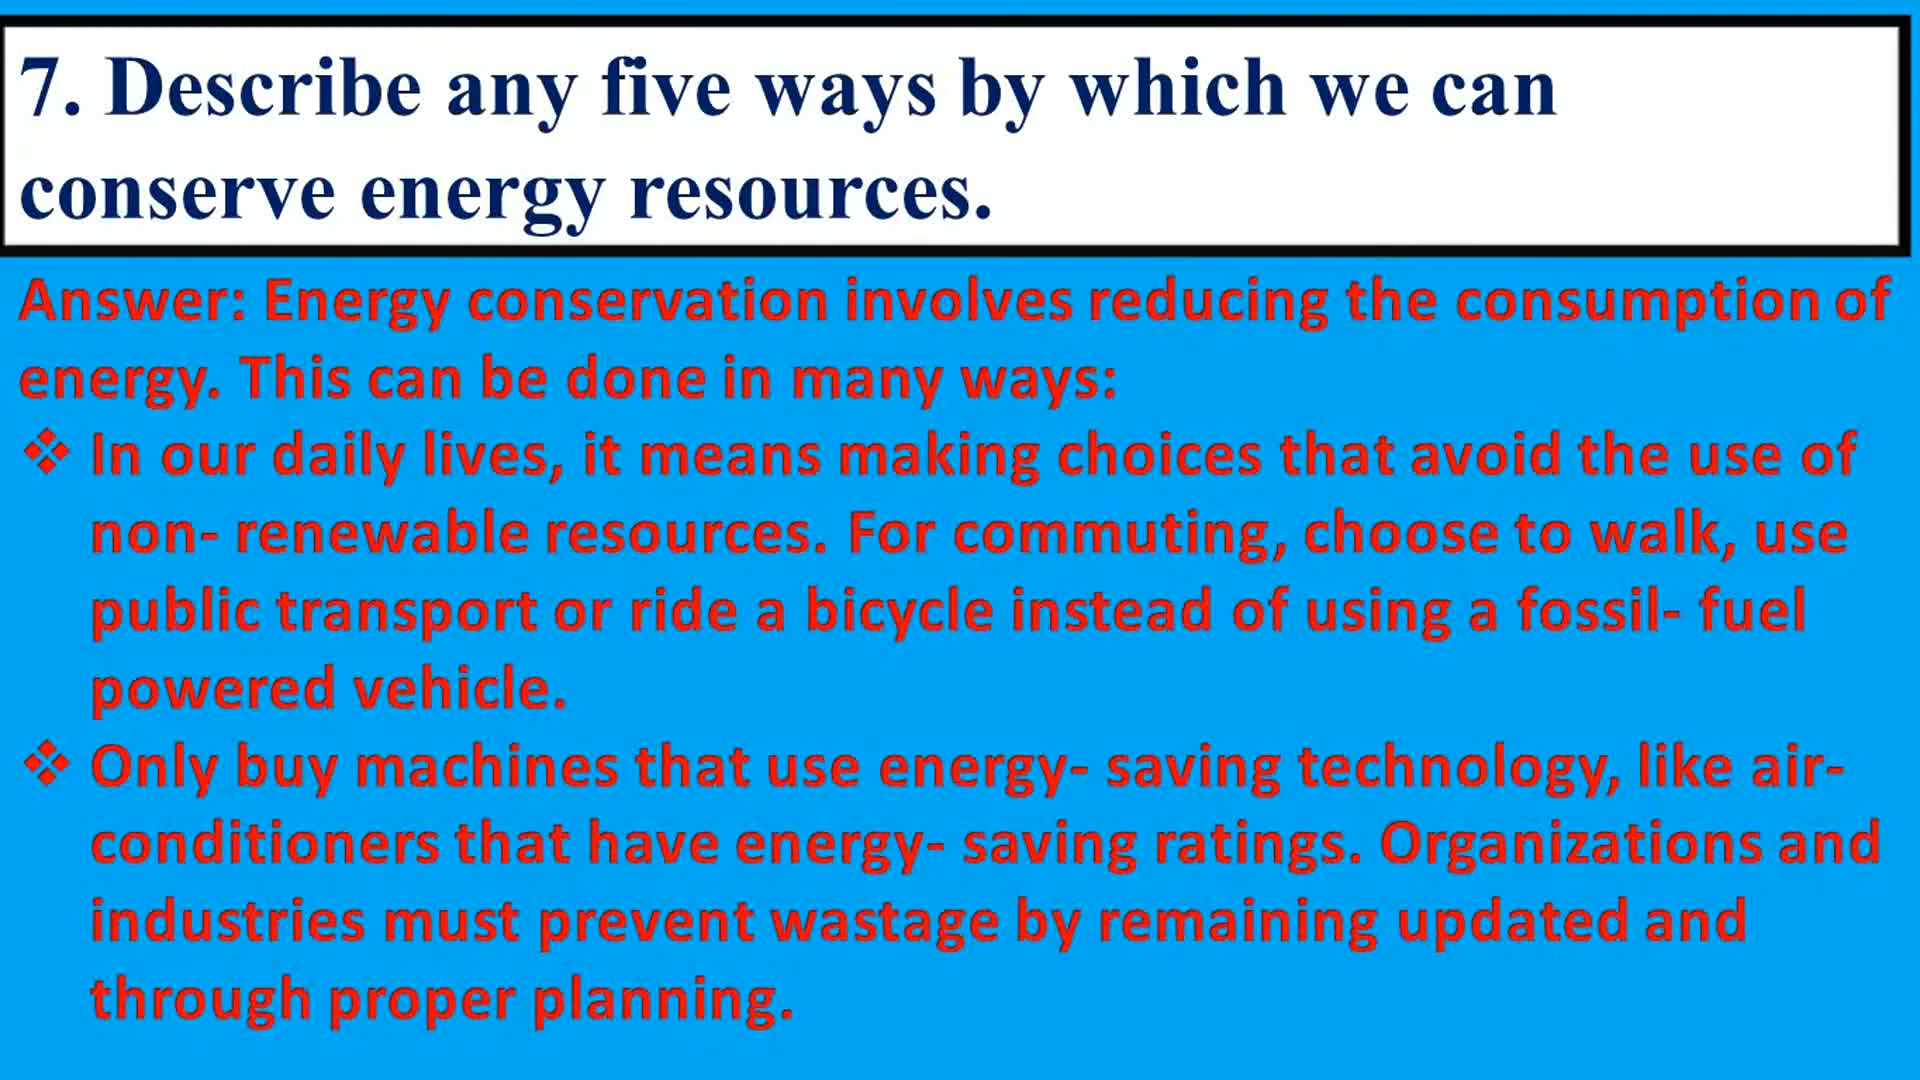 7. Describe any five ways by which we can
conserve energy resources.
Answer: Energy conservation involves reducing the consumption of
energy. This can be done in many ways:
❖ In our daily lives, it means making choices that avoid the use of
non- renewable resources. For commuting, choose to walk, use
public transport or ride a bicycle instead of using a fossil- fuel
powered vehicle.
❖ Only buy machines that use energy- saving technology, like air-
conditioners that have energy- saving ratings. Organizations and
industries must prevent wastage by remaining updated and
through proper planning.